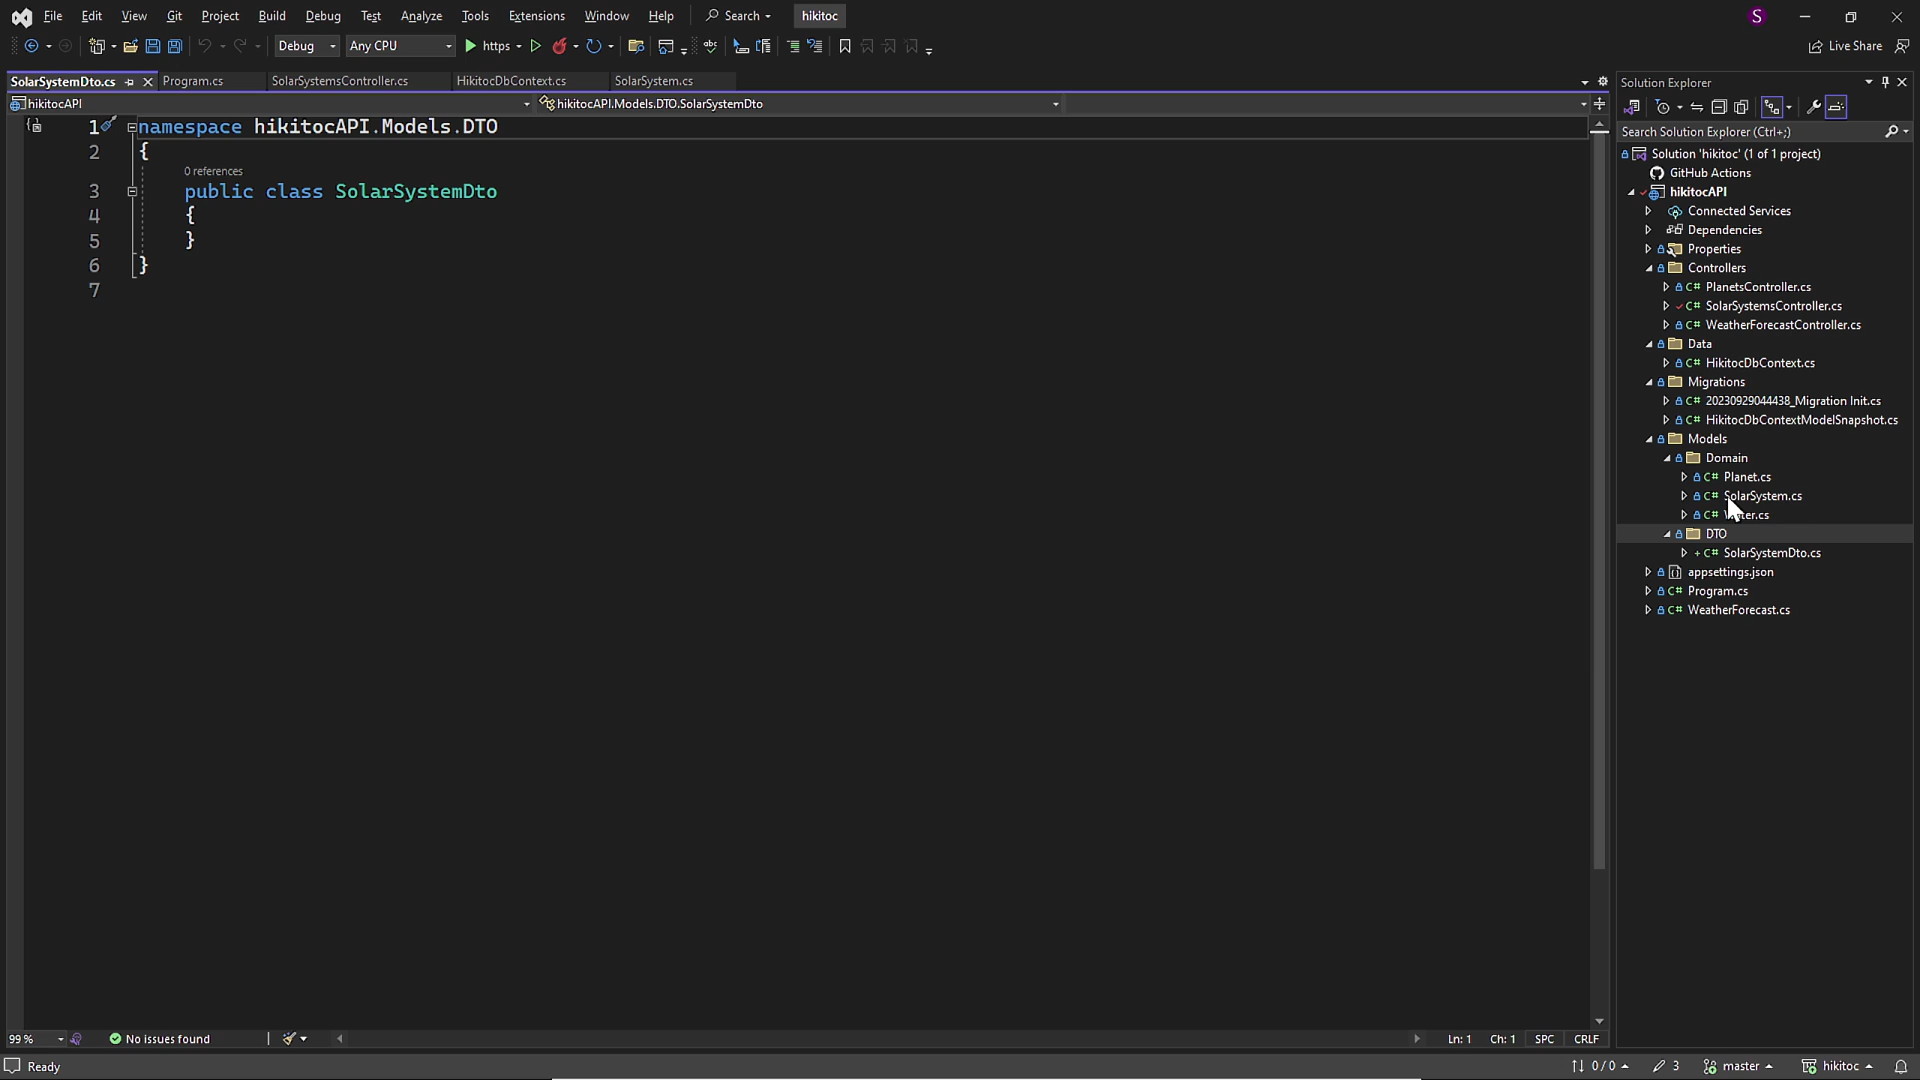 File Edit View Git Project Build Debug Test Analyze Tools Extensions Window Help Search hikitoc S
Debug Any CPU https Live Share
SolarSystemDto.cs Program.cs SolarSystemsController.cs HikitocDbContext.cs SolarSystem.cs
hikitocAPI hikitocAPI.Models.DTO.SolarSystemDto
1 namespace hikitocAPI.Models.DTO
2 {
0 references
3 public class SolarSystemDto
4 {
5 }
6 }
7
Solution Explorer
Search Solution Explorer (Ctrl+;)
Solution 'hikitoc' (1 of 1 project)
GitHub Actions
hikitocAPI
Connected Services
Dependencies
Properties
Controllers
C# PlanetsController.cs
C# SolarSystemsController.cs
C# WeatherForecastController.cs
Data
C# HikitocDbContext.cs
Migrations
C# 20230929044438_Migration Init.cs
C# HikitocDbContextModelSnapshot.cs
Models
Domain
C# Planet.cs
C# SolarSystem.cs
C#
DTO
+ C# SolarSystemDto.cs
appsettings.json
C# Program.cs
C# WeatherForecast.cs
99 % No issues found Ln: 1 Ch: 1 SPC CRLF
Ready 0 / 0 3 master hikitoc